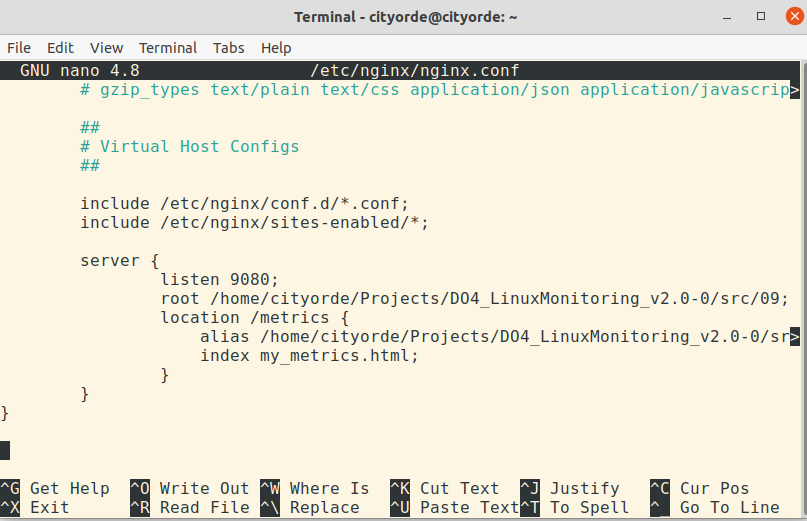 Terminal - cityorde@cityorde: ~
File Edit View Terminal Tabs Help
GNU nano 4.8 /etc/nginx/nginx.conf
# gzip_types text/plain text/css application/json application/javascrip>
##
# Virtual Host Configs
##
include /etc/nginx/conf.d/*.conf;
include /etc/nginx/sites-enabled/*;
server {
listen 9080;
root /home/cityorde/Projects/DO4_LinuxMonitoring_v2.0-0/src/09;
location /metrics {
alias /home/cityorde/Projects/DO4_LinuxMonitoring_v2.0-0/sr>
index my_metrics.html;
}
}
}
^G Get Help ^O Write Out ^W Where Is ^K Cut Text ^J Justify ^C Cur Pos
^X Exit ^R Read File ^\ Replace ^U Paste Text ^T To Spell ^_ Go To Line